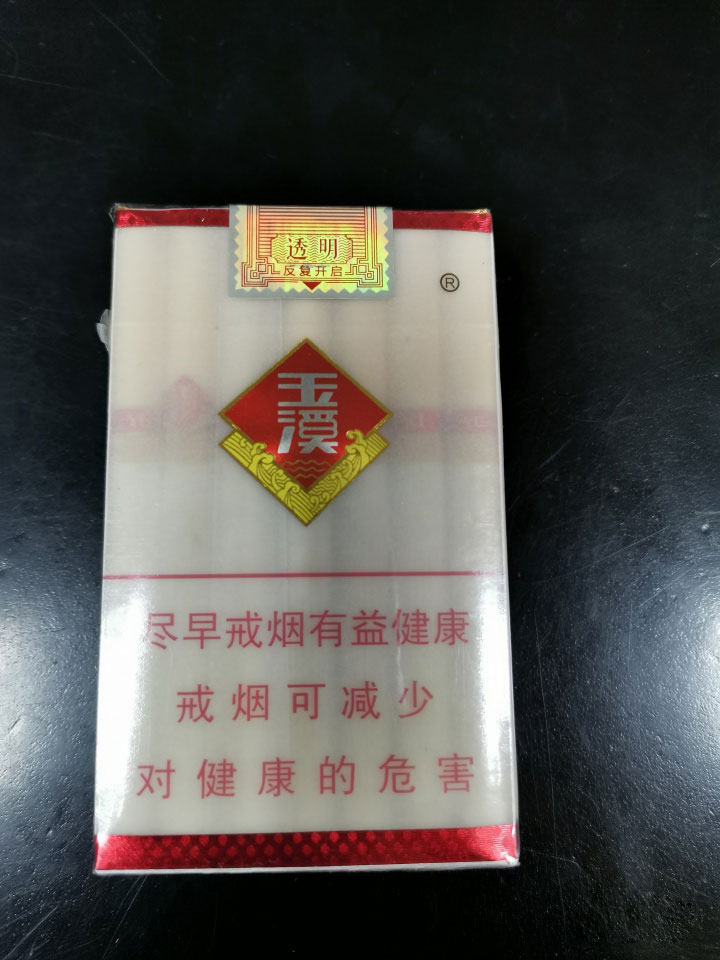 透明
反复开启
®
玉
溪
尽早戒烟有益健康
戒烟可减少
对健康的危害